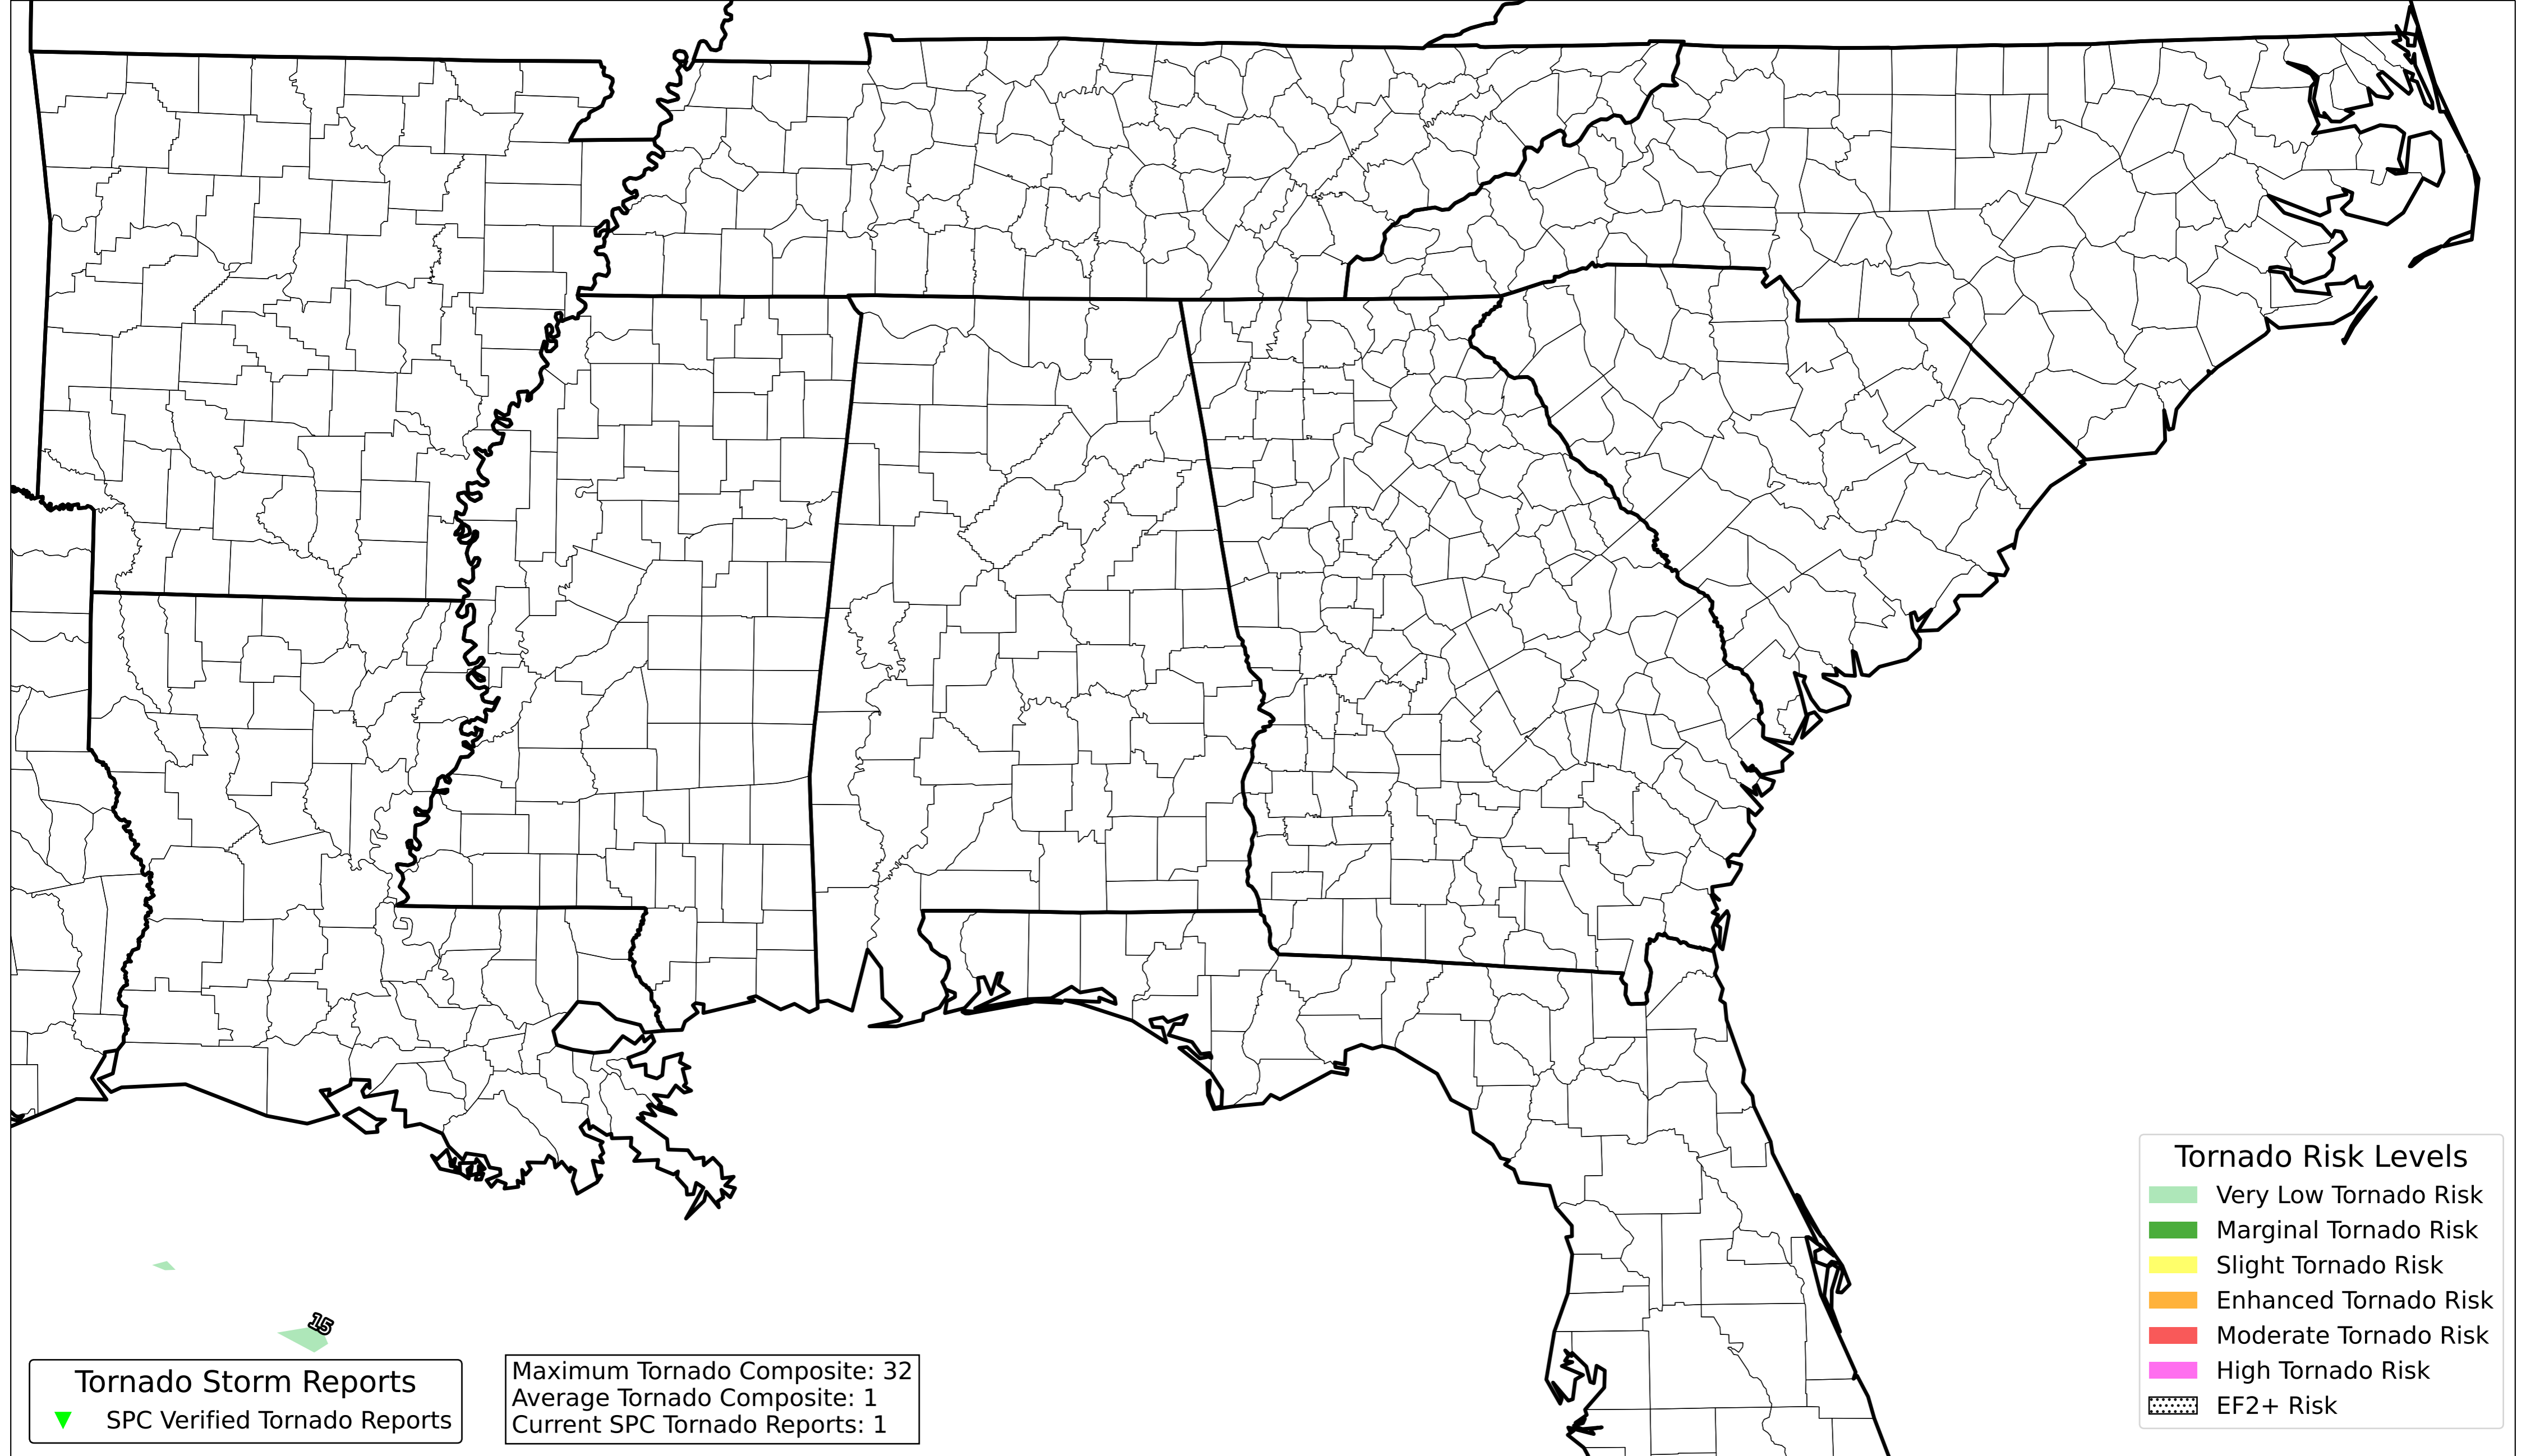 15
Tornado Storm Reports
SPC Verified Tornado Reports
Maximum Tornado Composite: 32
Average Tornado Composite: 1
Current SPC Tornado Reports: 1
Tornado Risk Levels
Very Low Tornado Risk
Marginal Tornado Risk
Slight Tornado Risk
Enhanced Tornado Risk
Moderate Tornado Risk
High Tornado Risk
EF2+ Risk